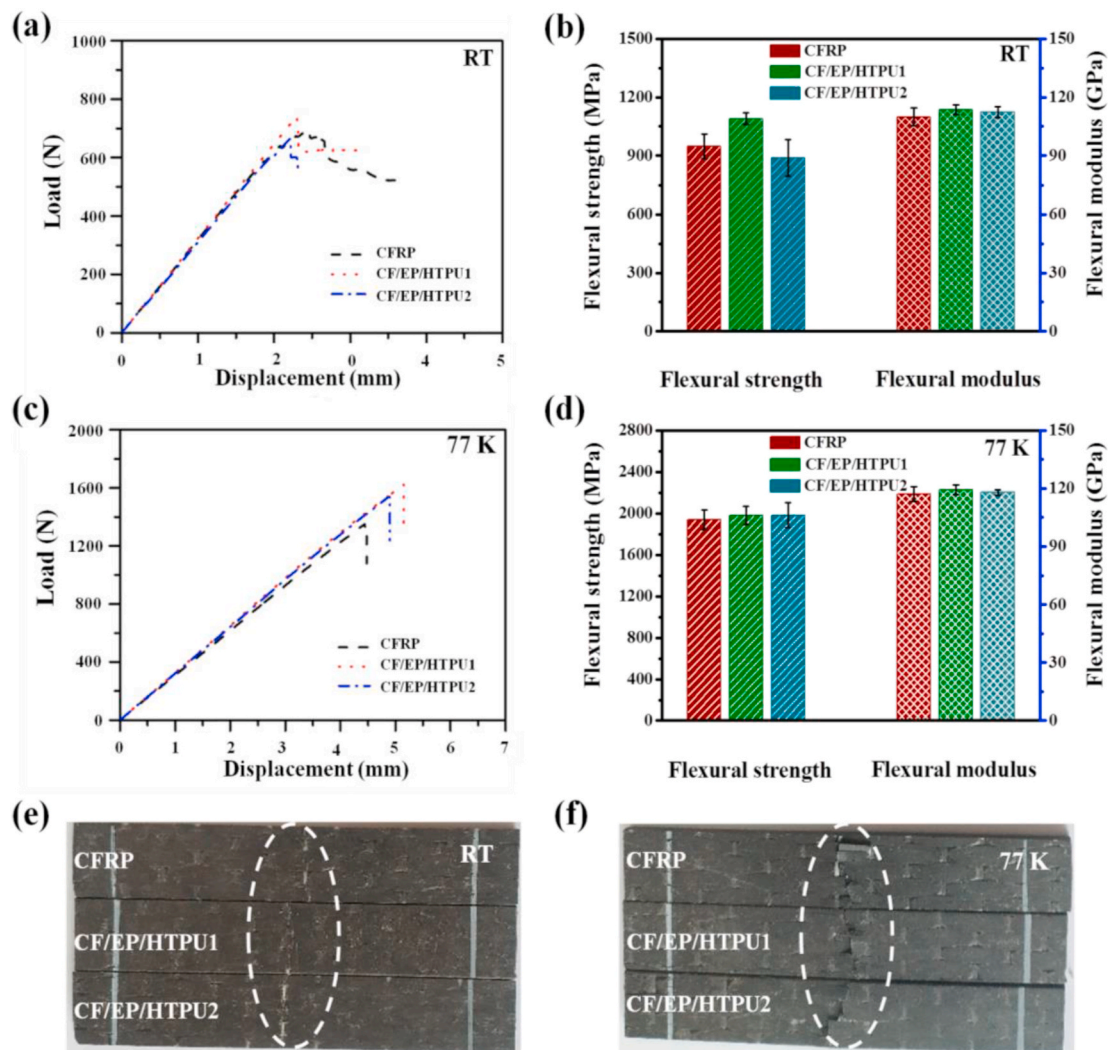 (a)
RT
1000
800
600
400
200
0
Load (N)
CFRP
CF/EP/HTPU1
CF/EP/HTPU2
0 1 2 0 4 5
Displacement (mm)
(b)
RT
CFRP
CF/EP/HTPU1
CF/EP/HTPU2
1500
1200
900
600
300
0
Flexural strength (MPa)
150
120
90
60
30
0
Flexural modulus (GPa)
Flexural strength Flexural modulus
(c)
77 K
2000
1600
1200
800
400
0
Load (N)
CFRP
CF/EP/HTPU1
CF/EP/HTPU2
0 1 2 3 4 5 6 7
Displacement (mm)
(d)
77 K
CFRP
CF/EP/HTPU1
CF/EP/HTPU2
2800
2400
2000
1600
1200
800
400
0
Flexural strength (MPa)
150
120
90
60
30
0
Flexural modulus (GPa)
Flexural strength Flexural modulus
(e)
RT
CFRP
CF/EP/HTPU1
CF/EP/HTPU2
(f)
77 K
CFRP
CF/EP/HTPU1
CF/EP/HTPU2